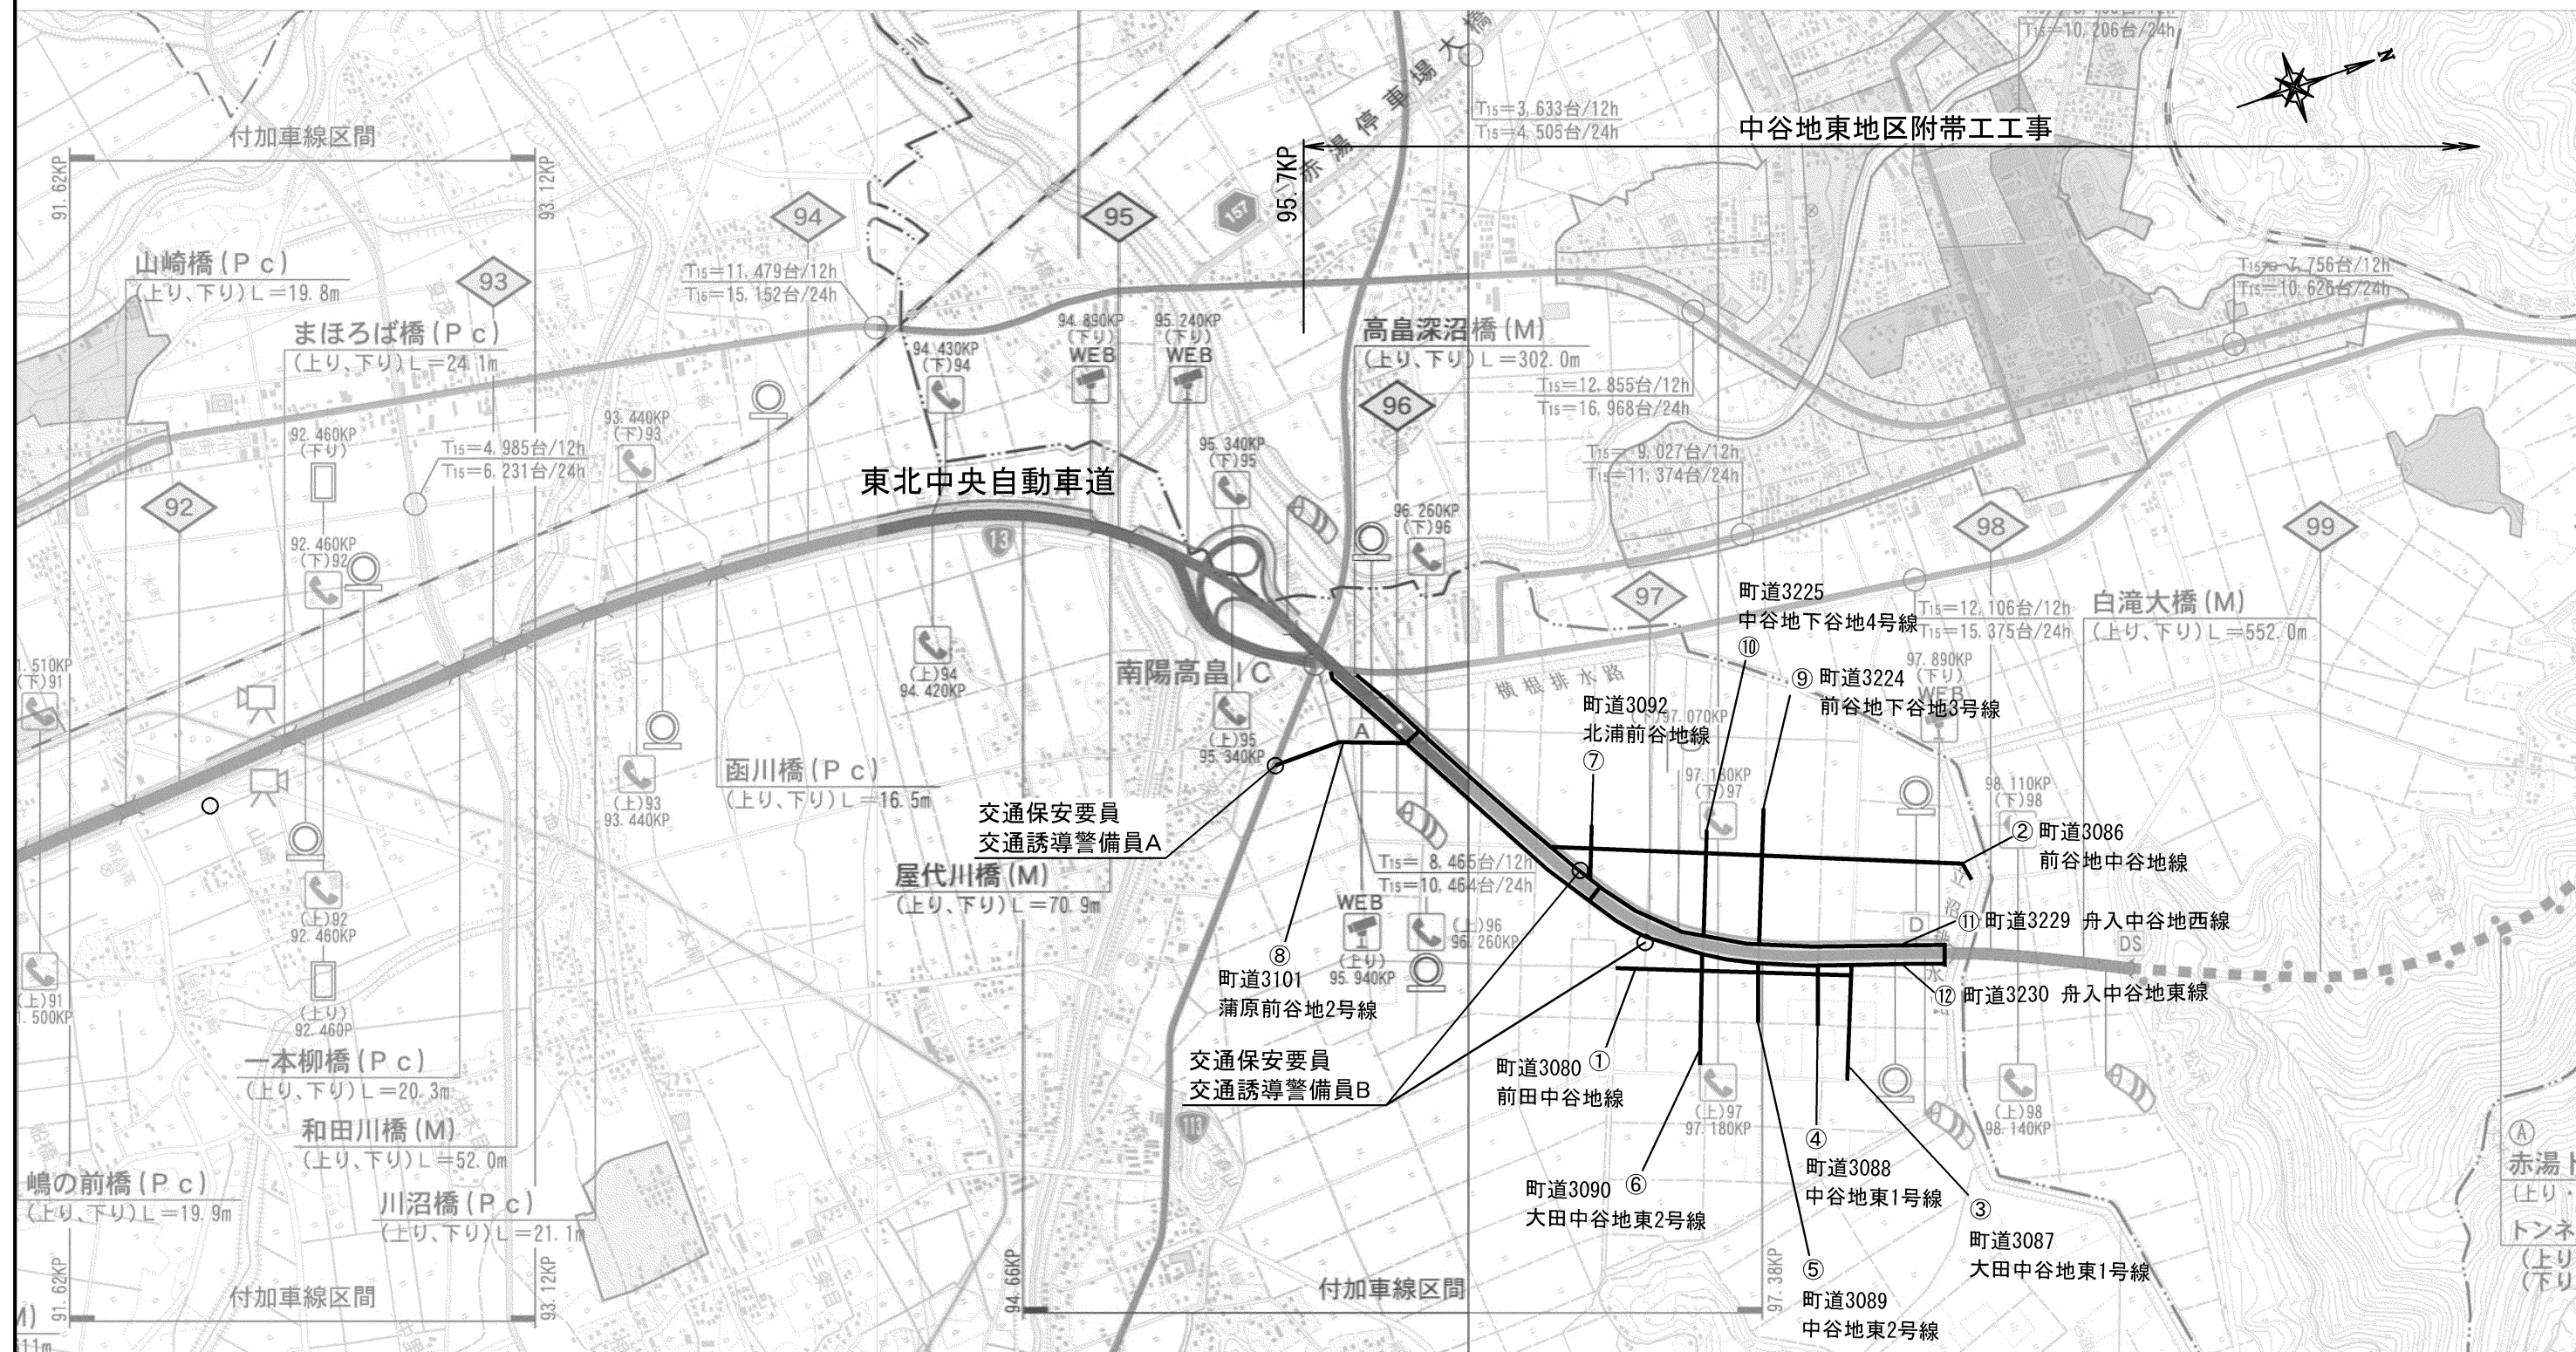 付加車線区間
91.62KP
93.12KP
山崎橋(Ｐｃ)
(上り、下り)Ｌ＝19.8m
まほろば橋(Ｐｃ)
(上り、下り)Ｌ＝24.1m
92
93
94
95
T15＝11,479台/12h
T15＝15,152台/24h
T15＝4,985台/12h
T15＝6,231台/24h
92.460KP
(下り)
92.460KP
(下)92
93.440KP
(下)93
94.430KP
(下)94
94.890KP
(下り)
WEB
95.240KP
(下り)
WEB
95.340KP
(下)95
157
赤湯停車場大橋
95.7KP
中谷地東地区附帯工工事
N
T15＝3,633台/12h
T15＝4,505台/24h
T15＝10,206台/24h
T15＝7,756台/12h
T15＝10,626台/24h
高畠深沼橋(M)
(上り、下り)Ｌ＝302.0m
96
T15＝12,855台/12h
T15＝16,968台/24h
T15＝ 9,027台/12h
T15＝11,374台/24h
96.260KP
(下)96
東北中央自動車道
13
97
98
99
町道3225
中谷地下谷地4号線
⑩
T15＝12,106台/12h
T15＝15,375台/24h
白滝大橋(M)
(上り、下り)Ｌ＝552.0m
97.890KP
(下り)
WEB
⑨ 町道3224
前谷地下谷地3号線
横根排水路
町道3092
北浦前谷地線
⑦
97.070KP
97.180KP
(下)97
98.110KP
(下)98
② 町道3086
前谷地中谷地線
1.510KP
(下)91
(上)94
94.420KP
南陽高畠ＩＣ
(上)95
95.340KP
A
函川橋(Ｐｃ)
(上り、下り)Ｌ＝16.5m
(上)93
93.440KP
交通保安要員
交通誘導警備員A
屋代川橋(M)
(上り、下り)Ｌ＝70.9m
T15＝ 8,465台/12h
T15＝10,464台/24h
WEB
(上り)
95.940KP
(上)96
96.260KP
D
DS
⑪ 町道3229 舟入中谷地西線
⑫ 町道3230 舟入中谷地東線
(上)92
92.460KP
(上り)
92.460P
(上)91
1.500KP
⑧
町道3101
蒲原前谷地2号線
交通保安要員
交通誘導警備員B
町道3080 ①
前田中谷地線
一本柳橋(Ｐｃ)
(上り、下り)Ｌ＝20.3m
和田川橋(M)
(上り、下り)Ｌ＝52.0m
嶋の前橋(Ｐｃ)
(上り、下り)Ｌ＝19.9m
川沼橋(Ｐｃ)
(上り、下り)Ｌ＝21.1m
113
(上)97
97.180KP
(上)98
98.140KP
町道3090 ⑥
大田中谷地東2号線
④
町道3088
中谷地東1号線
③
町道3087
大田中谷地東1号線
⑤
町道3089
中谷地東2号線
Ⓐ
赤湯ト
(上り
トンネ
(上り
(下り
91.62KP
付加車線区間
93.12KP
94.66KP
付加車線区間
97.38KP
M)
611m